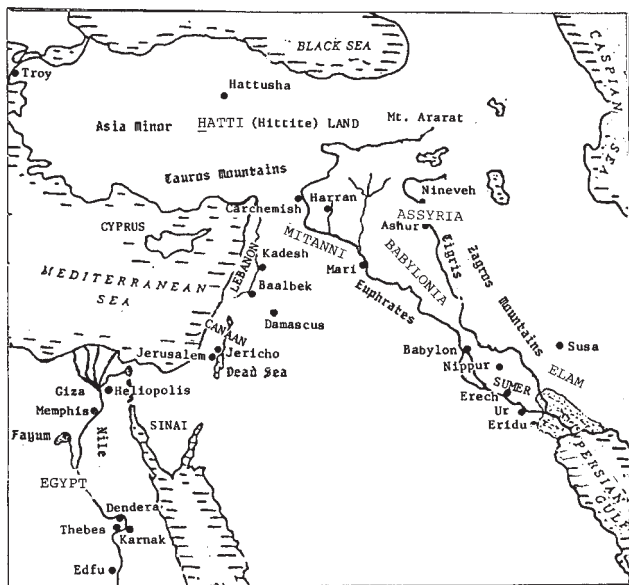 BLACK SEA
CASPIAN SEA
Troy
Hattusha
Asia Minor
HATTI (Hittite) LAND
Mt. Ararat
Tauros Mountains
Nineveh
Carchemish
Harran
ASSYRIA
Ashur
CYPRUS
MITANNI
Tigris
Zagros Mountains
LEBANON
Kadesh
Mari
BABYLONIA
MEDITERRANEAN
SEA
Baalbek
Euphrates
Damascus
CANAAN
Jerusalem
Jericho
Dead Sea
Babylon
Susa
Nippur
ELAM
Giza
Heliopolis
SUMER
Erech
Memphis
Ur
Eridu
Fayum
Nile
SINAI
PERSIAN
GULF
EGYPT
Dendera
Thebes
Karnak
Edfu